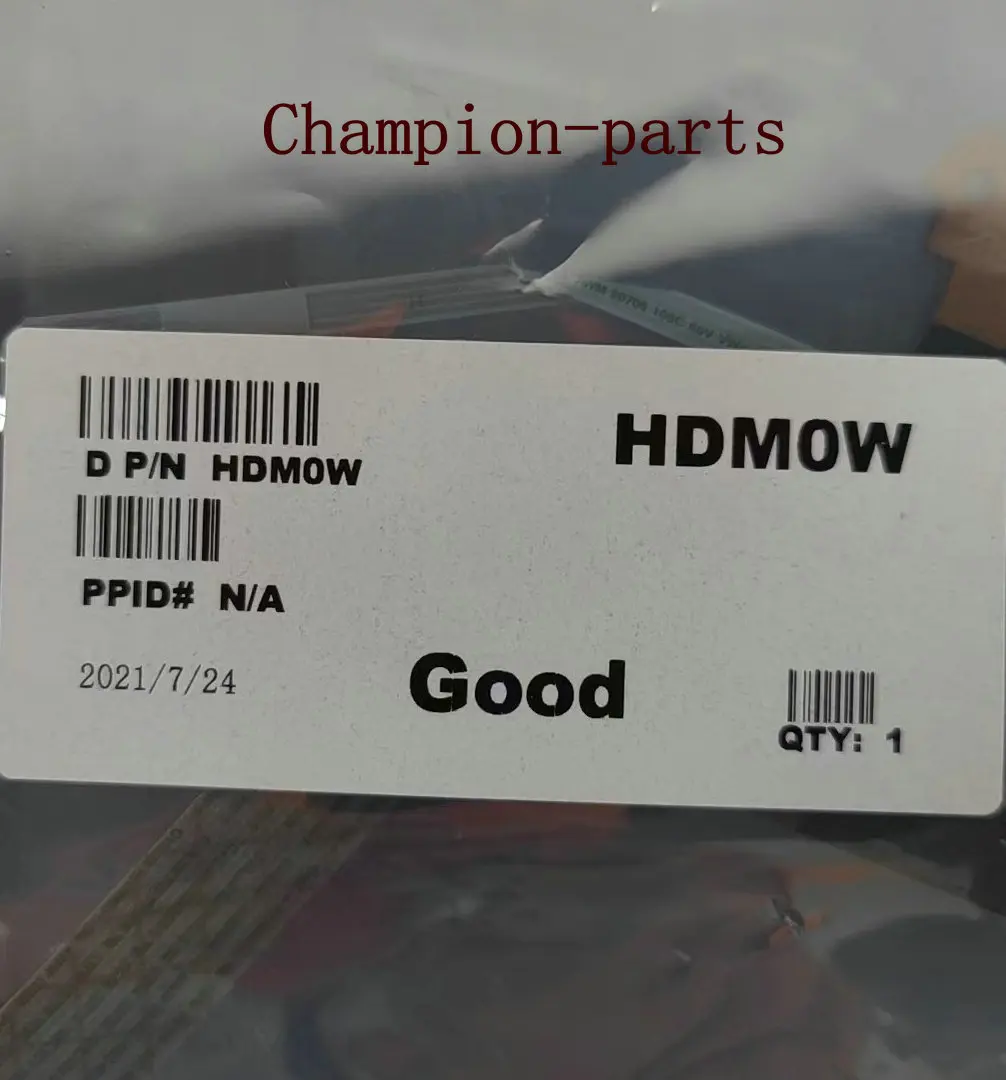 Champion-parts
HDM0W
D P/N HDM0W
PPID# N/A
2021/7/24
Good
QTY: 1